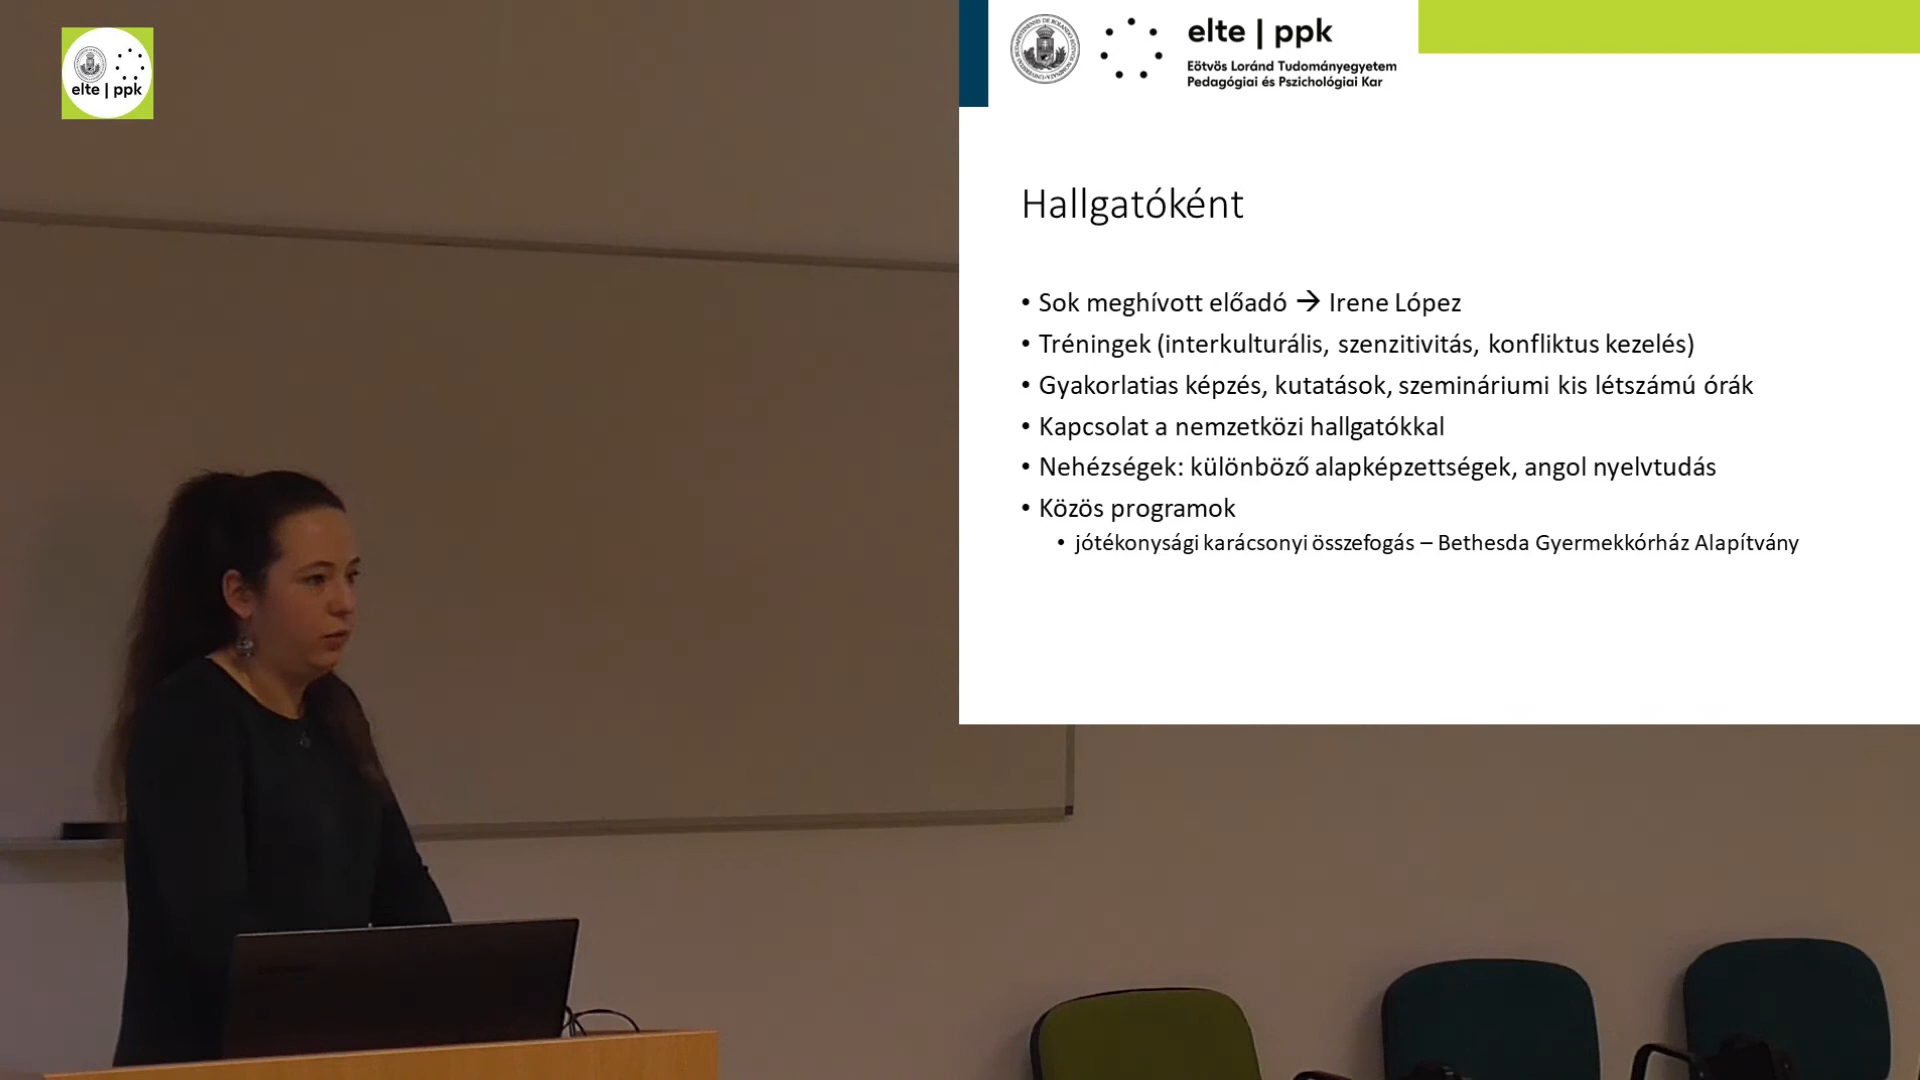 elte | ppk
elte | ppk
Eötvös Loránd Tudományegyetem
Pedagógiai és Pszichológiai Kar
Hallgatóként
• Sok meghívott előadó → Irene López
• Tréningek (interkulturális, szenzitivitás, konfliktus kezelés)
• Gyakorlatias képzés, kutatások, szemináriumi kis létszámú órák
• Kapcsolat a nemzetközi hallgatókkal
• Nehézségek: különböző alapképzettségek, angol nyelvtudás
• Közös programok
• jótékonysági karácsonyi összefogás – Bethesda Gyermekkórház Alapítvány